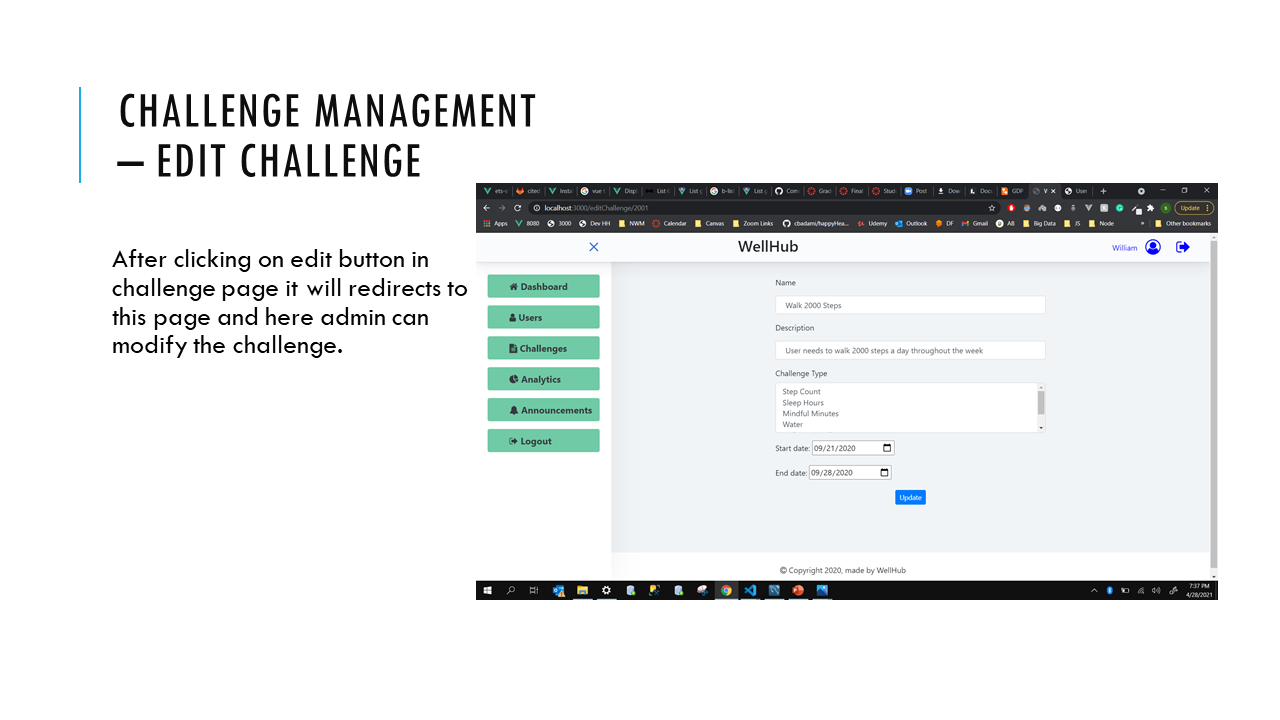 CHALLENGE MANAGEMENT
– EDIT CHALLENGE
After clicking on edit button in
challenge page it will redirects to
this page and here admin can
modify the challenge.
localhost:3000/editChallenge/2001
Update
Apps 8080 3000 Dev HH NWM Calendar Canvas Zoom Links cbadami/happyHea... Udemy Outlook DF Gmail AB Big Data JS Node » Other bookmarks
WellHub
William
Dashboard
Users
Challenges
Analytics
Announcements
Logout
Name
Walk 2000 Steps
Description
User needs to walk 2000 steps a day throughout the week
Challenge Type
Step Count
Sleep Hours
Mindful Minutes
Water
Start date: 09/21/2020
End date: 09/28/2020
Update
© Copyright 2020, made by WellHub
7:37 PM
4/28/2021